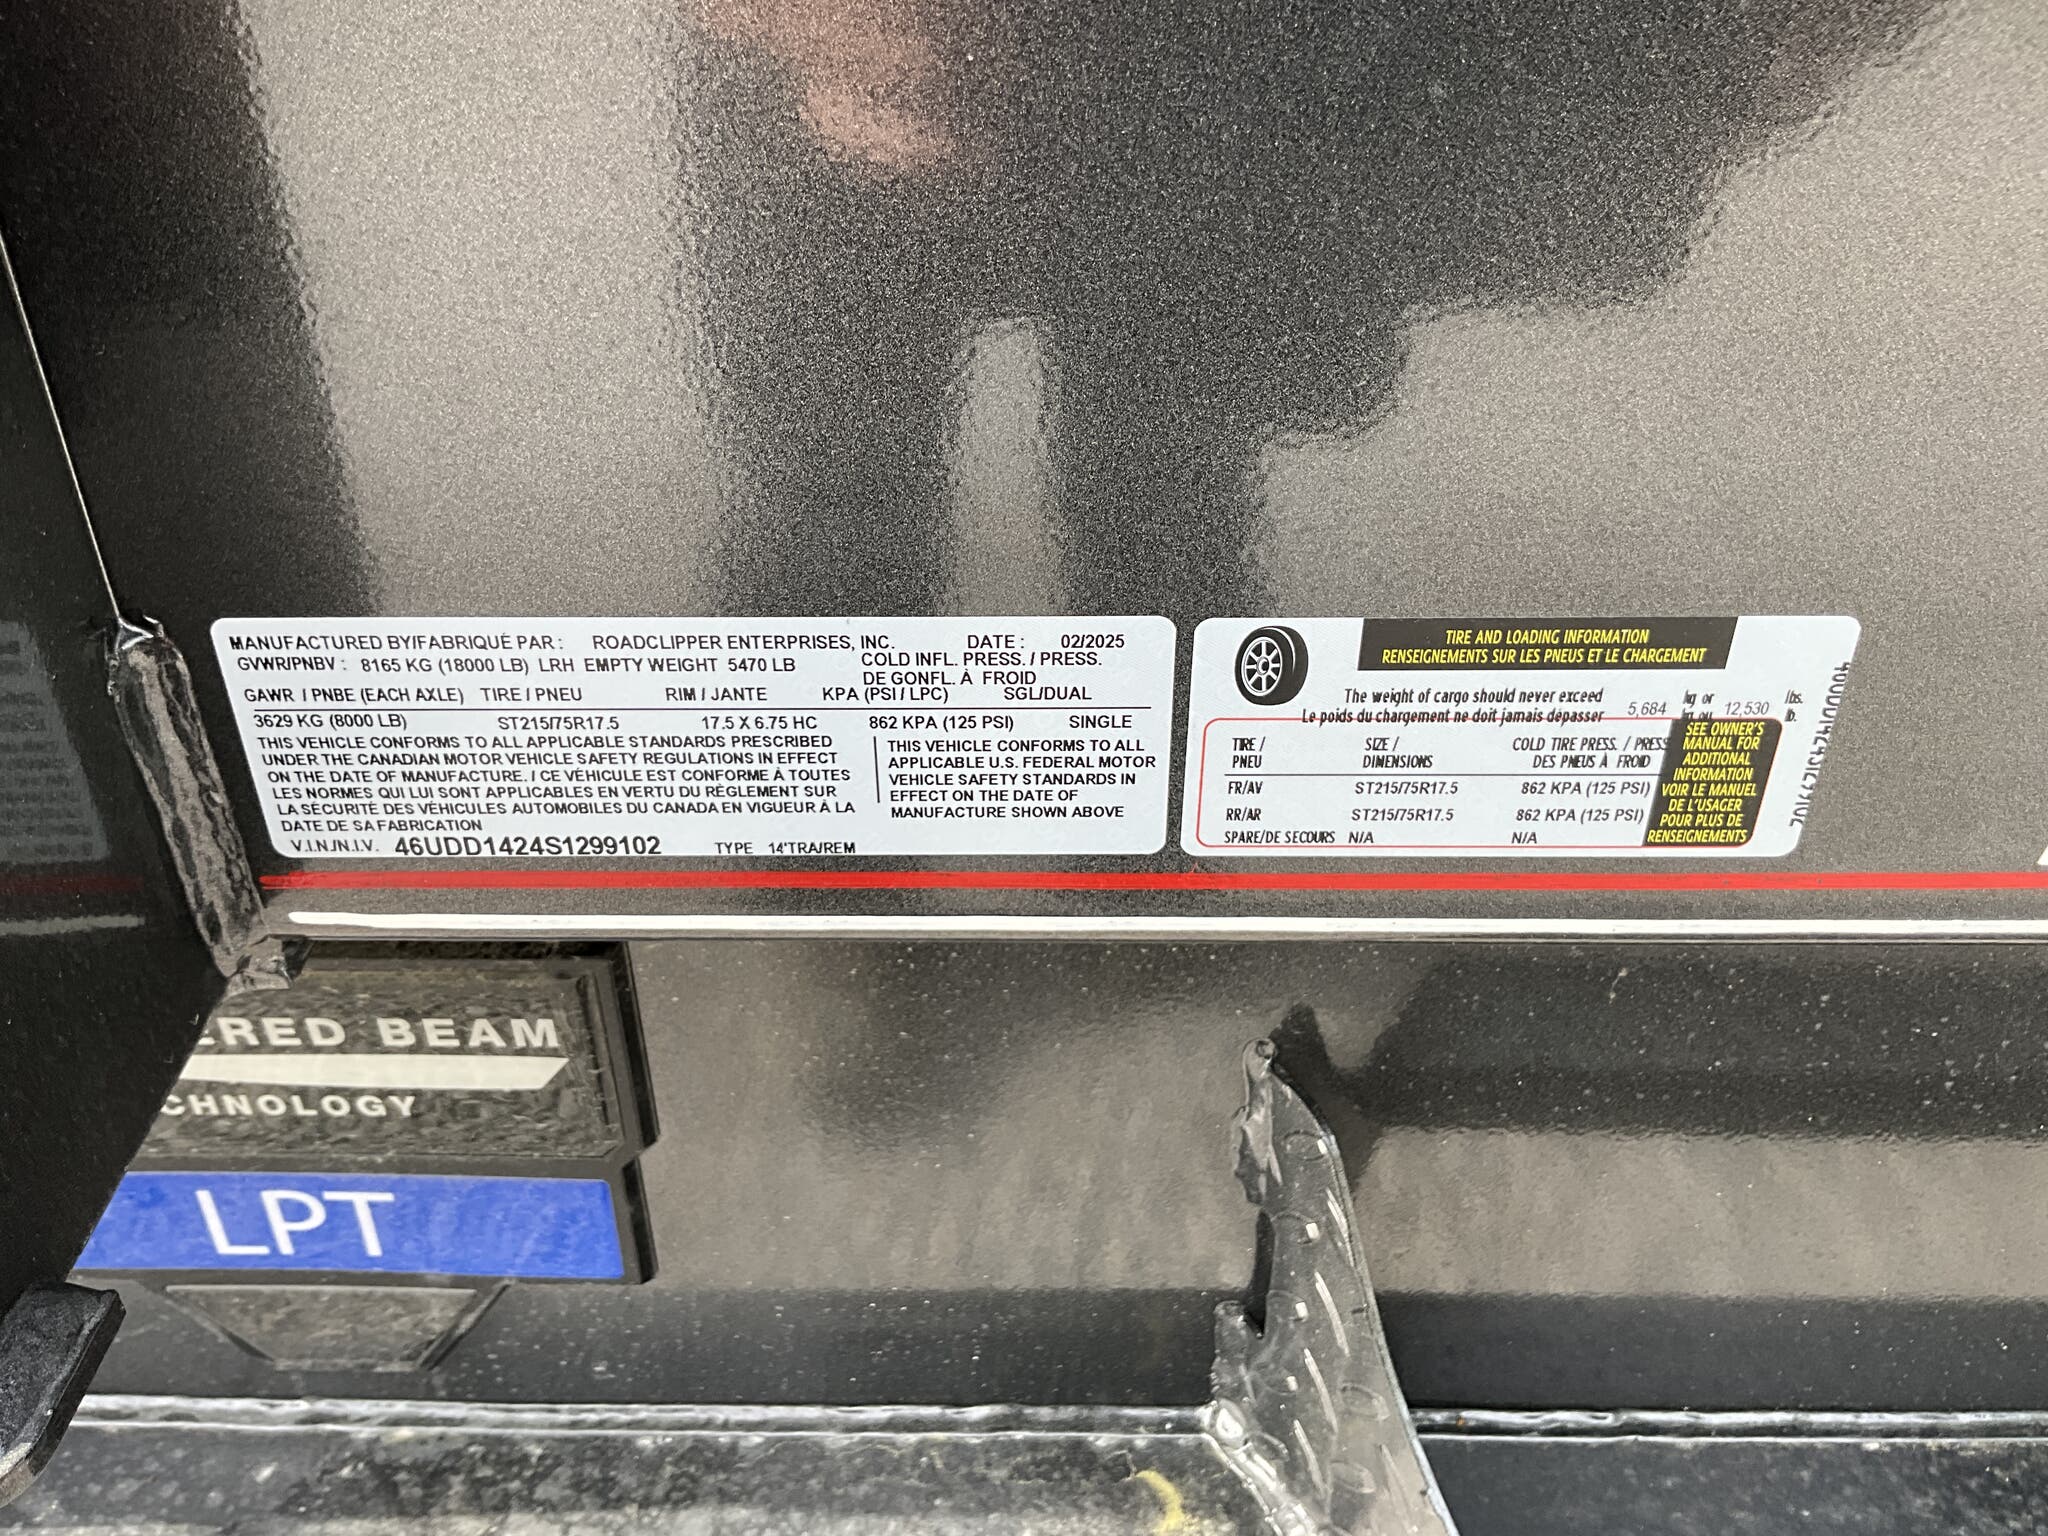 MANUFACTURED BY/FABRIQUÉ PAR : ROADCLIPPER ENTERPRISES, INC. DATE : 02/2025
GVWR/PNBV : 8165 KG (18000 LB) LRH EMPTY WEIGHT 5470 LB
COLD INFL. PRESS. / PRESS.
DE GONFL. À FROID
GAWR / PNBE (EACH AXLE) TIRE / PNEU RIM / JANTE KPA (PSI / LPC) SGL/DUAL
3629 KG (8000 LB) ST215/75R17.5 17.5 X 6.75 HC 862 KPA (125 PSI) SINGLE
THIS VEHICLE CONFORMS TO ALL APPLICABLE STANDARDS PRESCRIBED
UNDER THE CANADIAN MOTOR VEHICLE SAFETY REGULATIONS IN EFFECT
ON THE DATE OF MANUFACTURE. / CE VÉHICULE EST CONFORME À TOUTES
LES NORMES QUI LUI SONT APPLICABLES EN VERTU DU RÈGLEMENT SUR
LA SÉCURITÉ DES VÉHICULES AUTOMOBILES DU CANADA EN VIGUEUR À LA
DATE DE SA FABRICATION
THIS VEHICLE CONFORMS TO ALL
APPLICABLE U.S. FEDERAL MOTOR
VEHICLE SAFETY STANDARDS IN
EFFECT ON THE DATE OF
MANUFACTURE SHOWN ABOVE
V.I.N./N.I.V. 46UDD1424S1299102 TYPE 14'TRA/REM
TIRE AND LOADING INFORMATION
RENSEIGNEMENTS SUR LES PNEUS ET LE CHARGEMENT
The weight of cargo should never exceed
Le poids du chargement ne doit jamais dépasser
5,684 kg or 12,530 lbs.
kg ou lb.
TIRE / SIZE / COLD TIRE PRESS. / PRESS
PNEU DIMENSIONS DES PNEUS À FROID
FR/AV ST215/75R17.5 862 KPA (125 PSI)
RR/AR ST215/75R17.5 862 KPA (125 PSI)
SPARE/DE SECOURS N/A N/A
SEE OWNER'S
MANUAL FOR
ADDITIONAL
INFORMATION
VOIR LE MANUEL
DE L'USAGER
POUR PLUS DE
RENSEIGNEMENTS
46UDD1424S1299102
ERED BEAM
CHNOLOGY
LPT